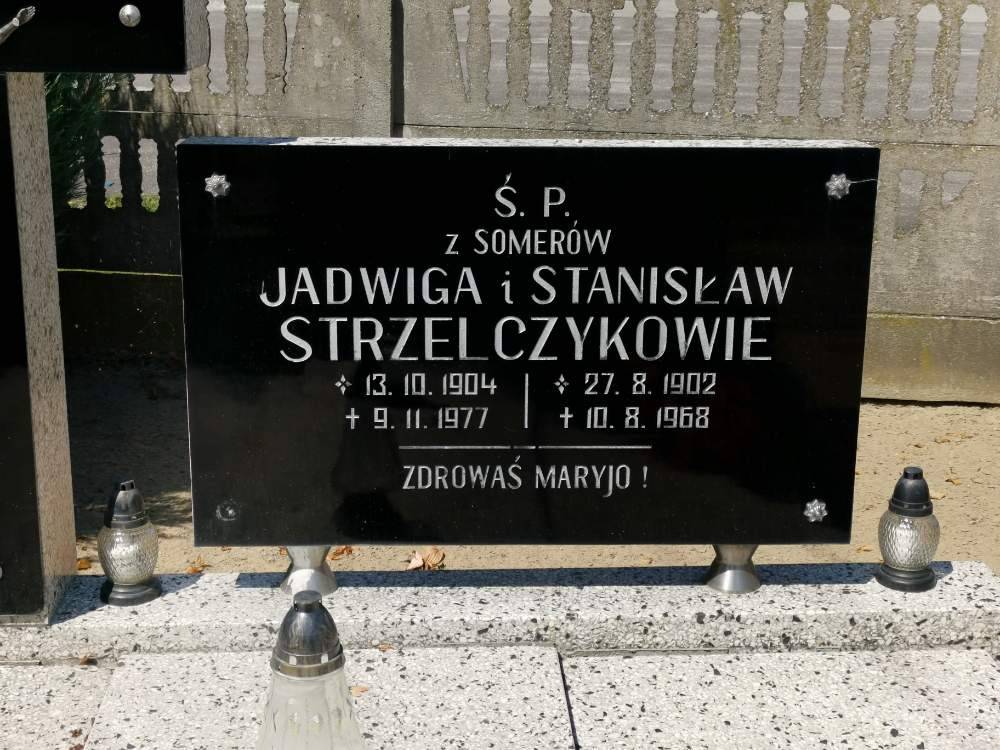 Ś. P.
z SOMERÓW
JADWIGA i STANISŁAW
STRZELCZYKOWIE
✧ 13. 10. 1904 | ✧ 27. 8. 1902
✝ 9. 11. 1977 | ✝ 10. 8. 1968
ZDROWAŚ MARYJO !